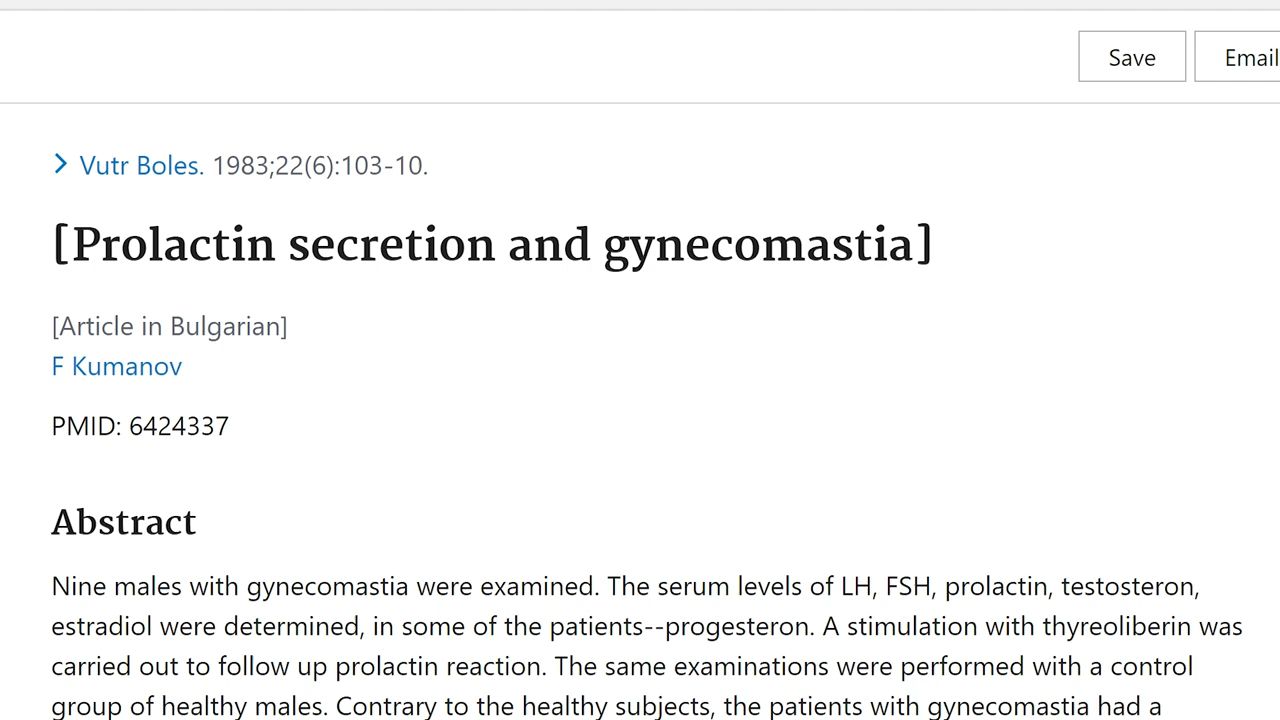 Save
Email
Vutr Boles. 1983;22(6):103-10.
[Prolactin secretion and gynecomastia]
[Article in Bulgarian]
F Kumanov
PMID: 6424337
Abstract
Nine males with gynecomastia were examined. The serum levels of LH, FSH, prolactin, testosteron,
estradiol were determined, in some of the patients--progesteron. A stimulation with thyreoliberin was
carried out to follow up prolactin reaction. The same examinations were performed with a control
group of healthy males. Contrary to the healthy subjects, the patients with gynecomastia had a